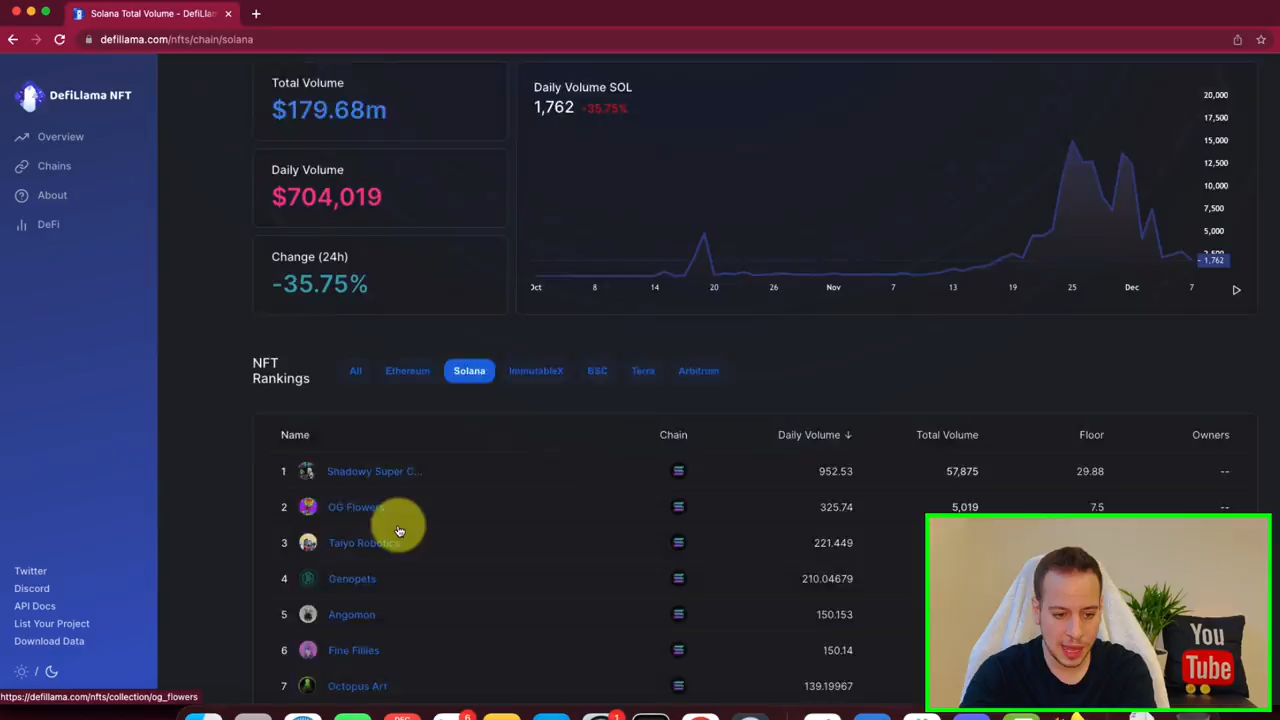 Solana Total Volume - DefiLlam
defillama.com/nfts/chain/solana
DefiLlama NFT
Overview
Chains
About
DeFi
Twitter
Discord
API Docs
List Your Project
Download Data
/
https://defillama.com/nfts/collection/og_flowers
Total Volume
$179.68m
Daily Volume
$704,019
Change (24h)
-35.75%
Daily Volume SOL
1,762 -35.75%
20,000
17,500
15,000
12,500
10,000
7,500
5,000
1,762
Oct 8 14 20 26 Nov 7 13 19 25 Dec 7
NFT Rankings
All Ethereum Solana ImmutableX BSC Terra Arbitrum
Name Chain Daily Volume ↓ Total Volume Floor Owners
1 Shadowy Super C... 952.53 57,875 29.88 --
2 OG Flowers 325.74 5,019 7.5 --
3 Taiyo Robotics 221.449
4 Genopets 210.04679
5 Angomon 150.153
6 Fine Fillies 150.14
7 Octopus Art 139.19967
You
Tube
DEC
6
1